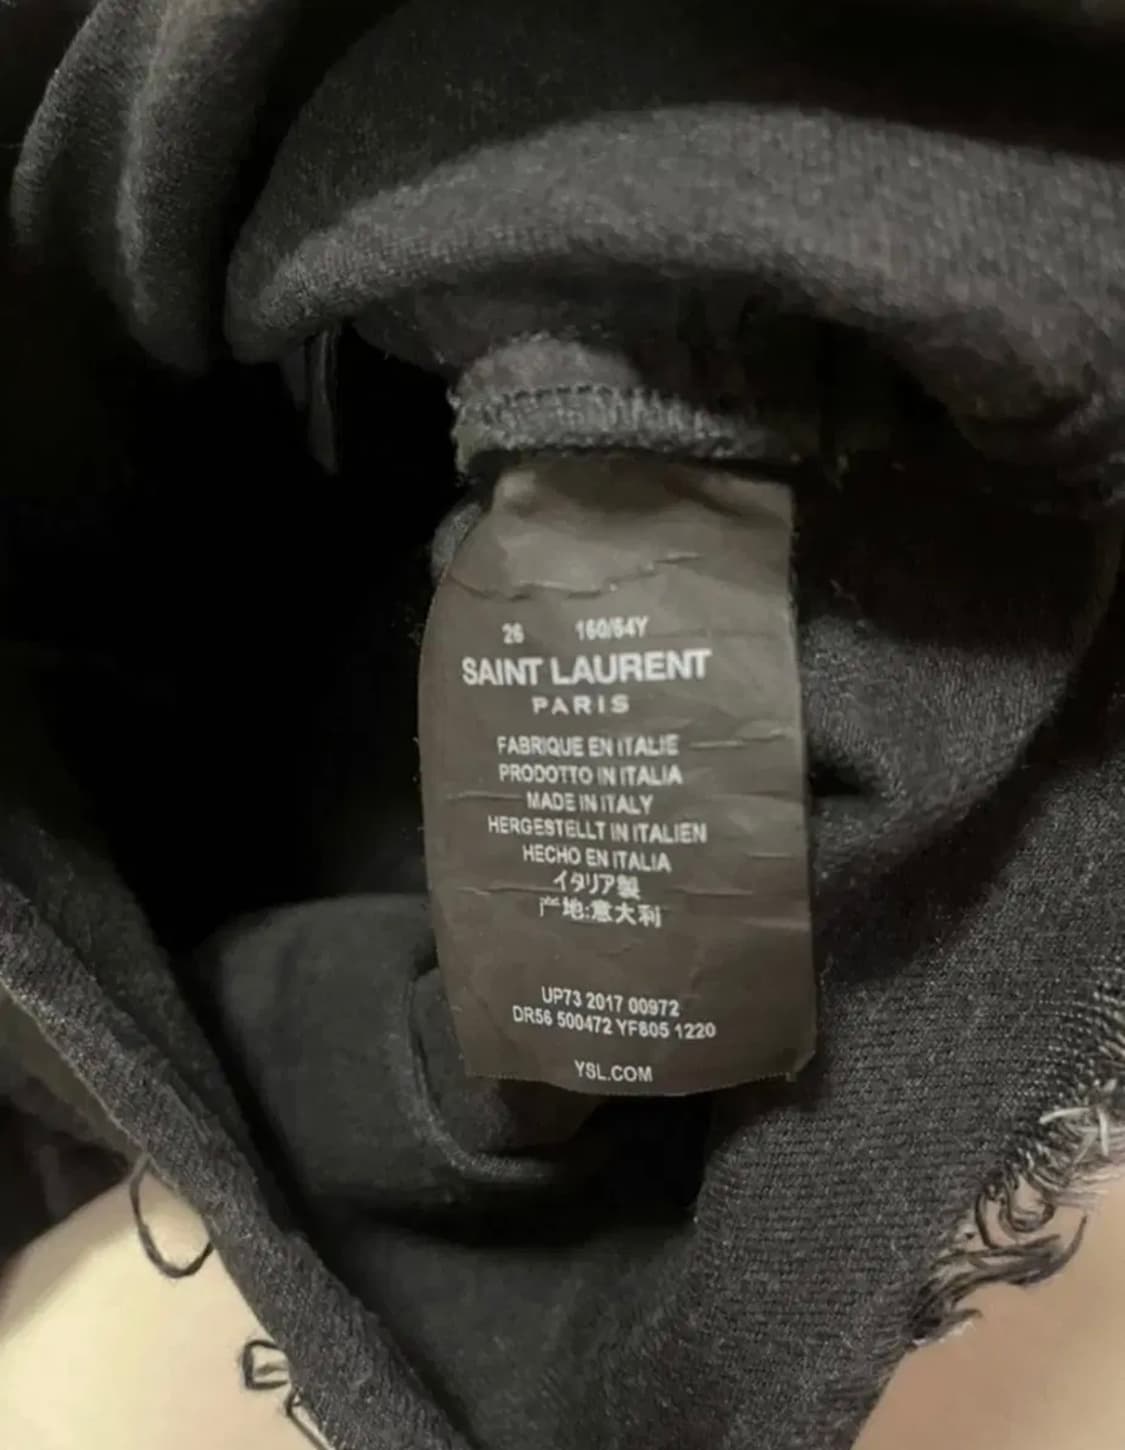 26 160/64Y
SAINT LAURENT
PARIS
FABRIQUE EN ITALIE
PRODOTTO IN ITALIA
MADE IN ITALY
HERGESTELLT IN ITALIEN
HECHO EN ITALIA
イタリア製
产地:意大利
UP73 2017 00972
DR56 500472 YF805 1220
YSL.COM